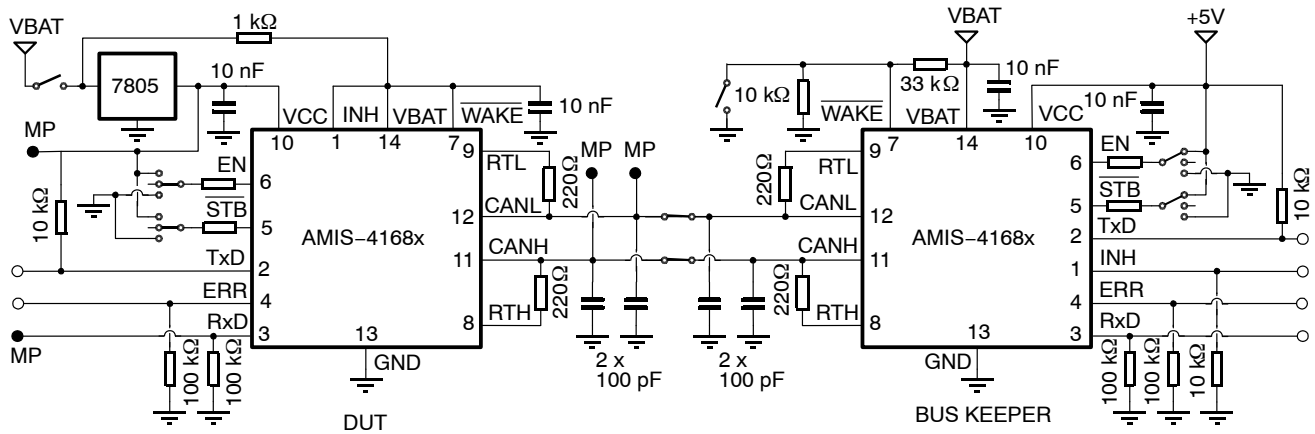 VBAT
1 kΩ
7805
10 nF
VCC
INH
VBAT
WAKE
10 nF
10
1
14
7
MP
EN
6
STB
5
10 kΩ
TxD
2
ERR
4
RxD
3
MP
100 kΩ
100 kΩ
AMIS-4168x
13
GND
DUT
9
RTL
220Ω
12
CANL
11
CANH
220Ω
8
RTH
MP
MP
2 x
100 pF
2 x
100 pF
VBAT
+5V
10 kΩ
33 kΩ
10 nF
WAKE
VBAT
VCC
10 nF
7
14
10
220Ω
RTL
9
CANL
12
CANH
11
220Ω
RTH
8
AMIS-4168x
13
GND
BUS KEEPER
6
EN
5
STB
2
TxD
10 kΩ
1
INH
4
ERR
3
RxD
100 kΩ
100 kΩ
10 kΩ